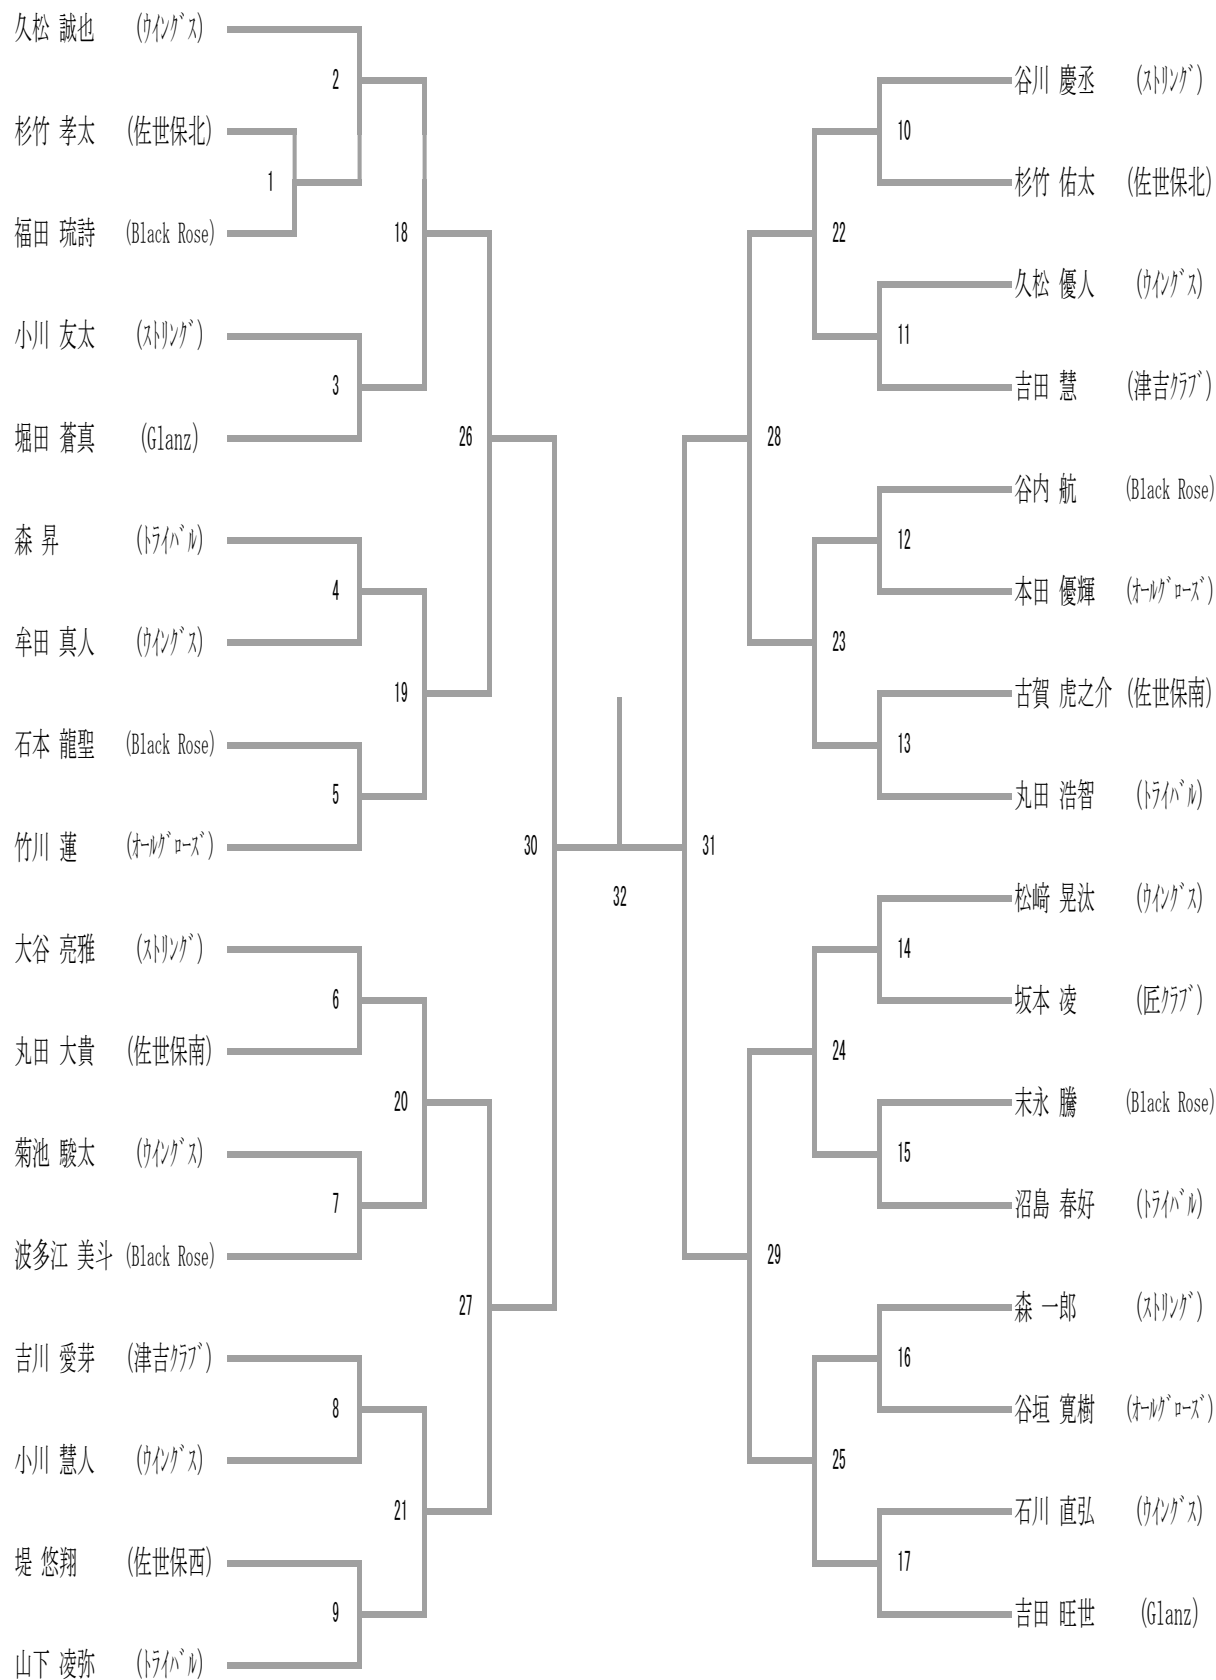 久松 誠也 (ウイングス)
2
杉竹 孝太 (佐世保北)
1
福田 琉詩 (Black Rose)
18
小川 友太 (ストリング)
3
堀田 蒼真 (Glanz)
26
森 昇 (トライバル)
4
牟田 真人 (ウイングス)
19
石本 龍聖 (Black Rose)
5
竹川 蓮 (オールグローズ)
30
大谷 亮雅 (ストリング)
6
丸田 大貴 (佐世保南)
20
菊池 駿太 (ウイングス)
7
波多江 美斗 (Black Rose)
27
吉川 愛芽 (津吉クラブ)
8
小川 慧人 (ウイングス)
21
堤 悠翔 (佐世保西)
9
山下 凌弥 (トライバル)
32
谷川 慶丞 (ストリング)
10
杉竹 佑太 (佐世保北)
22
久松 優人 (ウイングス)
11
吉田 慧 (津吉クラブ)
28
谷内 航 (Black Rose)
12
本田 優輝 (オールグローズ)
23
古賀 虎之介 (佐世保南)
13
丸田 浩智 (トライバル)
31
松﨑 晃汰 (ウイングス)
14
坂本 凌 (匠クラブ)
24
末永 騰 (Black Rose)
15
沼島 春好 (トライバル)
29
森 一郎 (ストリング)
16
谷垣 寛樹 (オールグローズ)
25
石川 直弘 (ウイングス)
17
吉田 旺世 (Glanz)